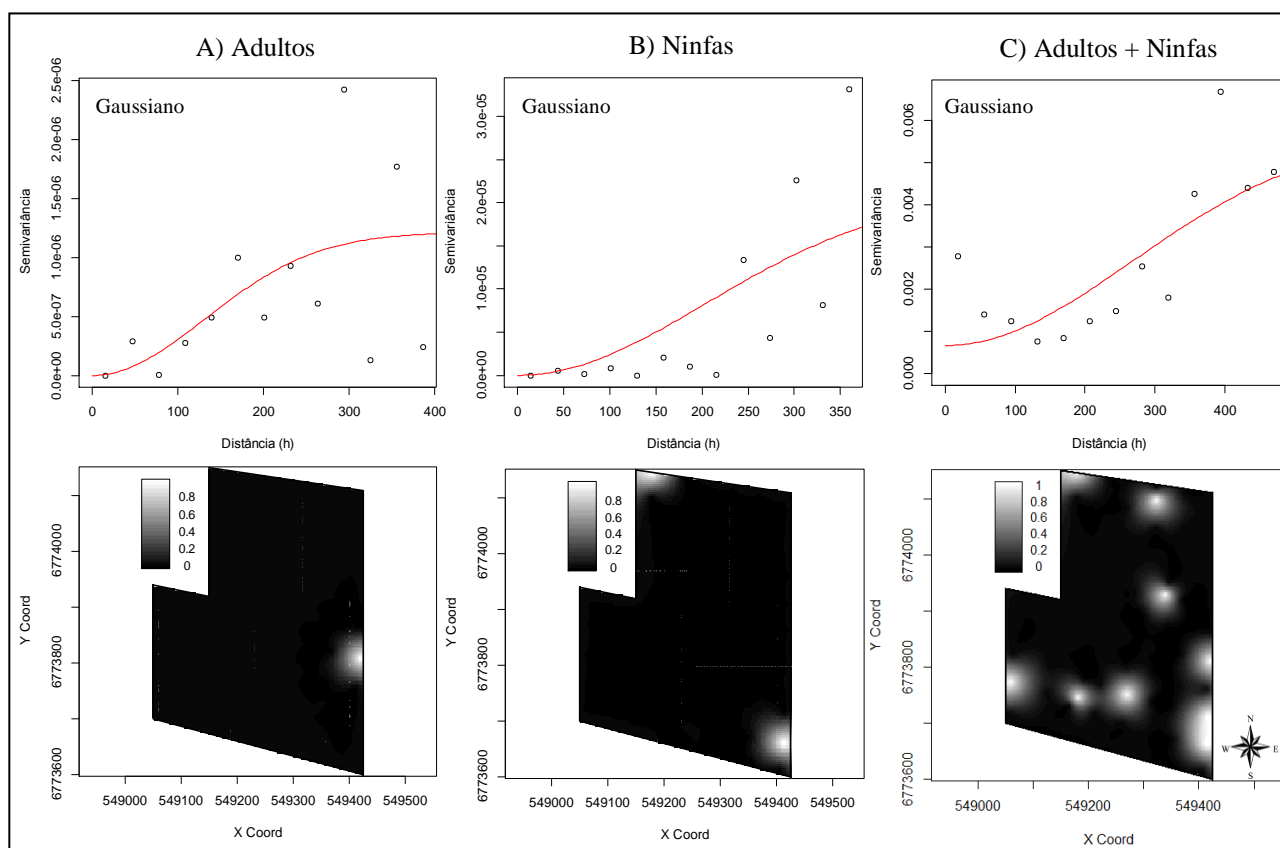 A) Adultos
B) Ninfas
C) Adultos + Ninfas
Gaussiano
Semivariância
0.0e+00 5.0e-07 1.0e-06 1.5e-06 2.0e-06 2.5e-06
0 100 200 300 400
Distância (h)
Gaussiano
Semivariância
0.0e+00 1.0e-05 2.0e-05 3.0e-05
0 50 100 150 200 250 300 350
Distância (h)
Gaussiano
Semivariância
0.000 0.002 0.004 0.006
0 100 200 300 400
Distância (h)
0.8
0.6
0.4
0.2
0
Y Coord
6773600 6773800 6774000
549000 549100 549200 549300 549400 549500
X Coord
0.8
0.6
0.4
0.2
0
Y Coord
6773600 6773800 6774000
549000 549100 549200 549300 549400 549500
X Coord
1
0.8
0.6
0.4
0.2
0
Y Coord
6773600 6773800 6774000
549000 549200 549400
X Coord
N
W E
S